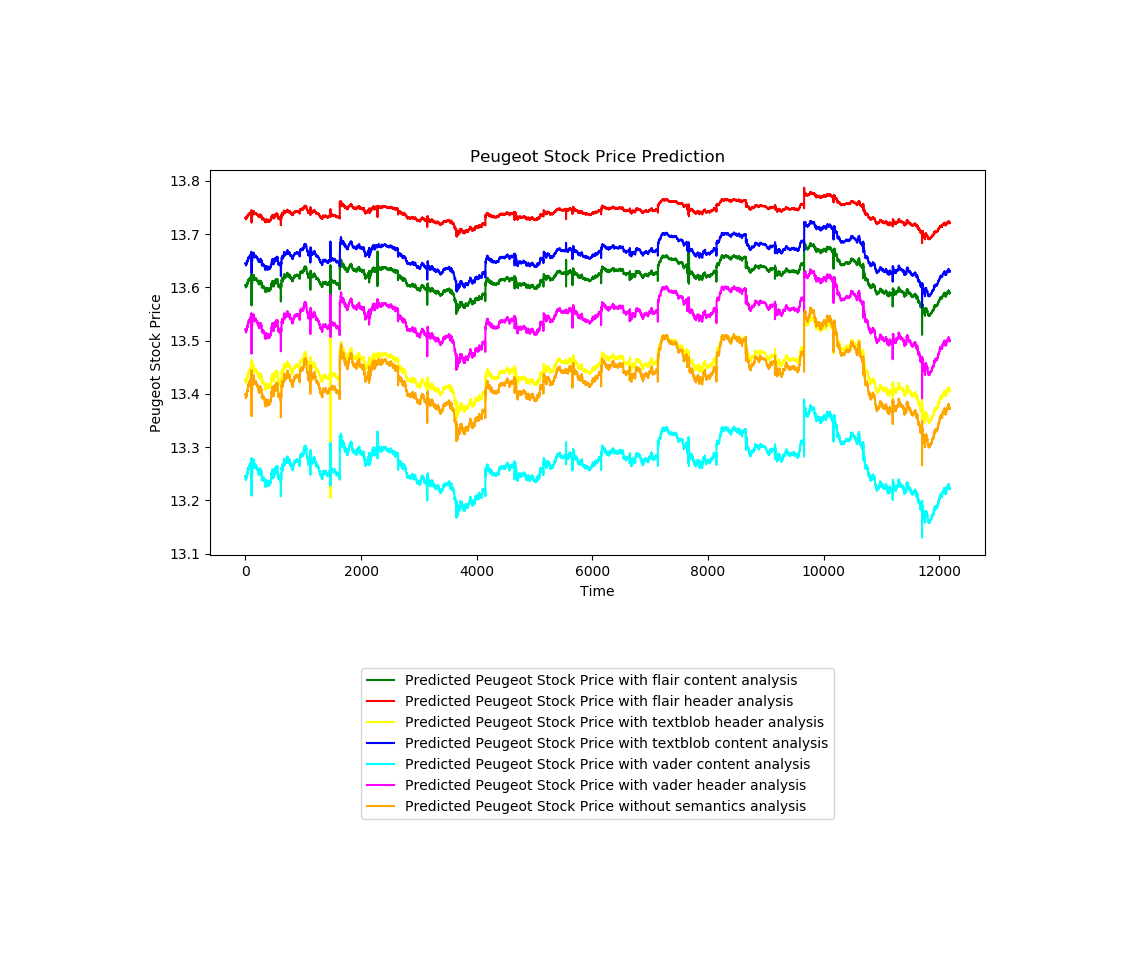 Peugeot Stock Price Prediction
13.8
13.7
13.6
13.5
13.4
13.3
13.2
13.1
Peugeot Stock Price
0 2000 4000 6000 8000 10000 12000
Time
Predicted Peugeot Stock Price with flair content analysis
Predicted Peugeot Stock Price with flair header analysis
Predicted Peugeot Stock Price with textblob header analysis
Predicted Peugeot Stock Price with textblob content analysis
Predicted Peugeot Stock Price with vader content analysis
Predicted Peugeot Stock Price with vader header analysis
Predicted Peugeot Stock Price without semantics analysis